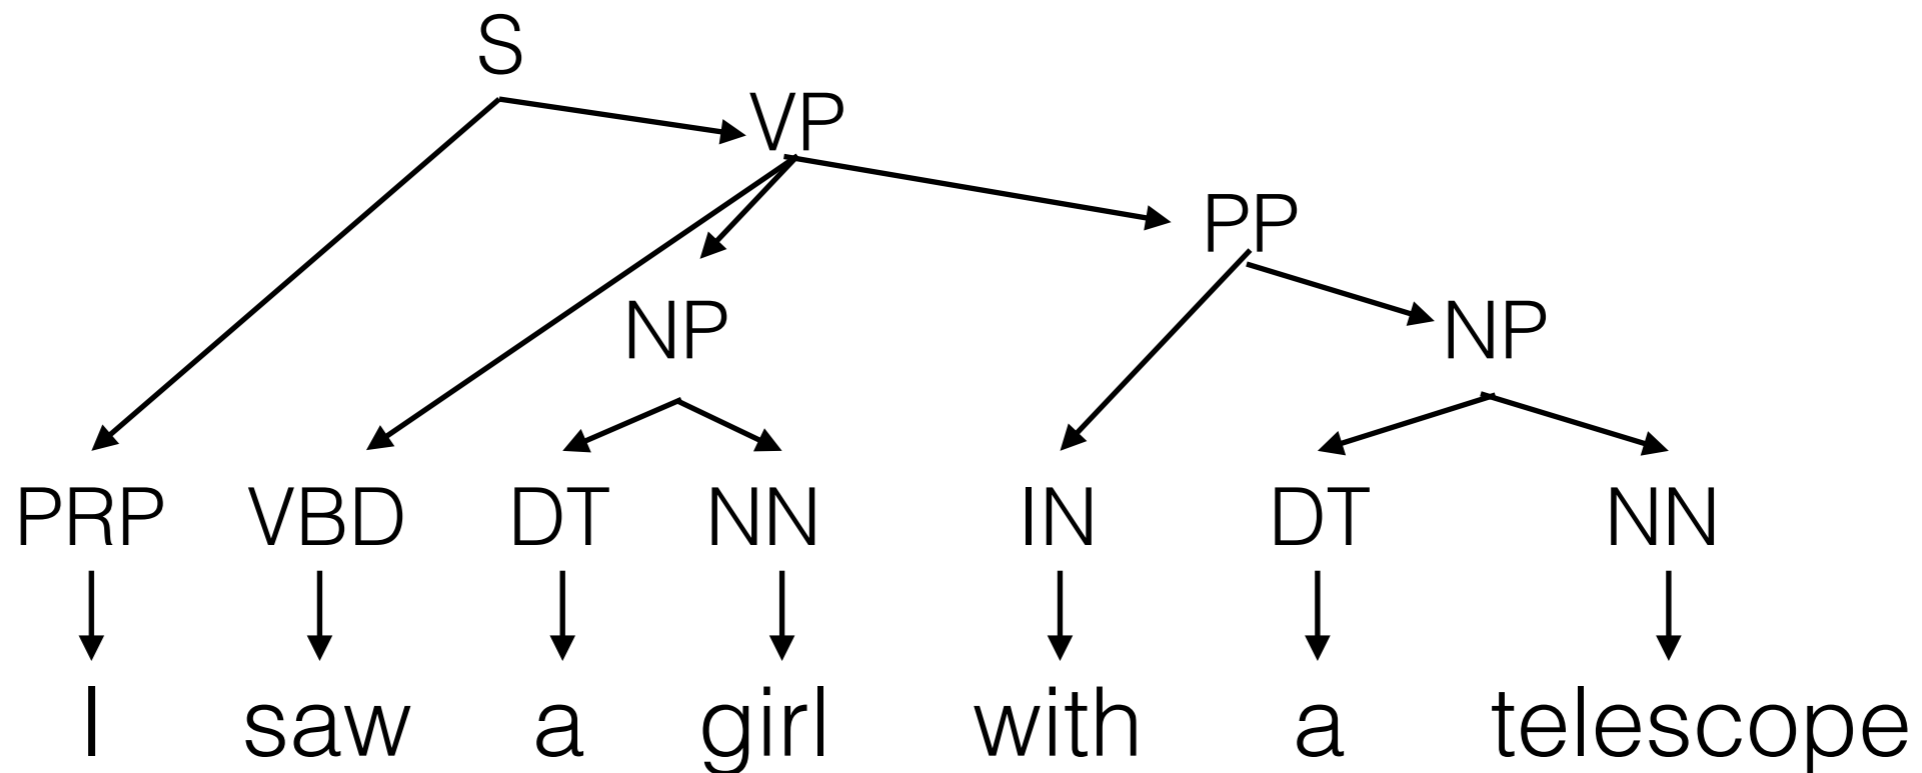 S
VP
PP
NP NP
PRP VBD DT NN IN DT NN
I saw a girl with a telescope